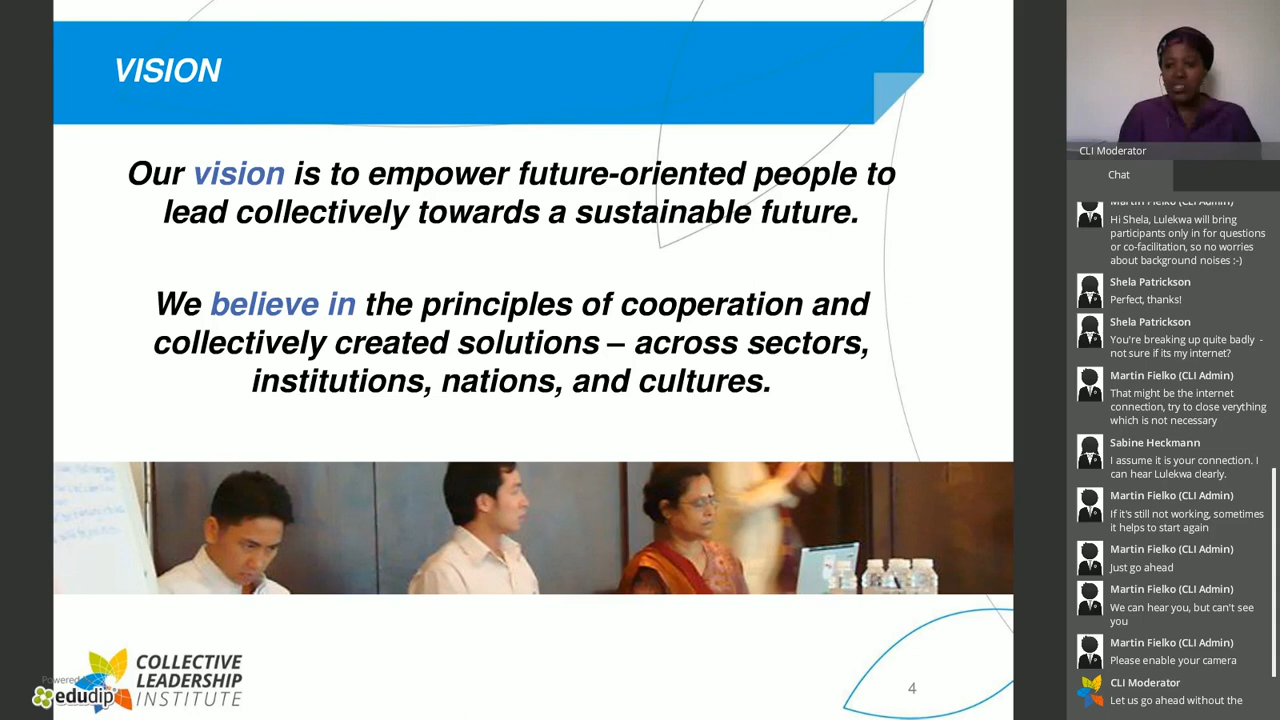 VISION
Our vision is to empower future-oriented people to
lead collectively towards a sustainable future.
We believe in the principles of cooperation and
collectively created solutions – across sectors,
institutions, nations, and cultures.
COLLECTIVE
LEADERSHIP
INSTITUTE
Powered
edudip
4
CLI Moderator
Chat
Martin Fielko (CLI Admin)
Hi Shela, Lulekwa will bring
participants only in for questions
or co-facilitation, so no worries
about background noises :-)
Shela Patrickson
Perfect, thanks!
Shela Patrickson
You're breaking up quite badly -
not sure if its my internet?
Martin Fielko (CLI Admin)
That might be the internet
connection, try to close verything
which is not necessary
Sabine Heckmann
I assume it is your connection. I
can hear Lulekwa clearly.
Martin Fielko (CLI Admin)
If it's still not working, sometimes
it helps to start again
Martin Fielko (CLI Admin)
Just go ahead
Martin Fielko (CLI Admin)
We can hear you, but can't see
you
Martin Fielko (CLI Admin)
Please enable your camera
CLI Moderator
Let us go ahead without the